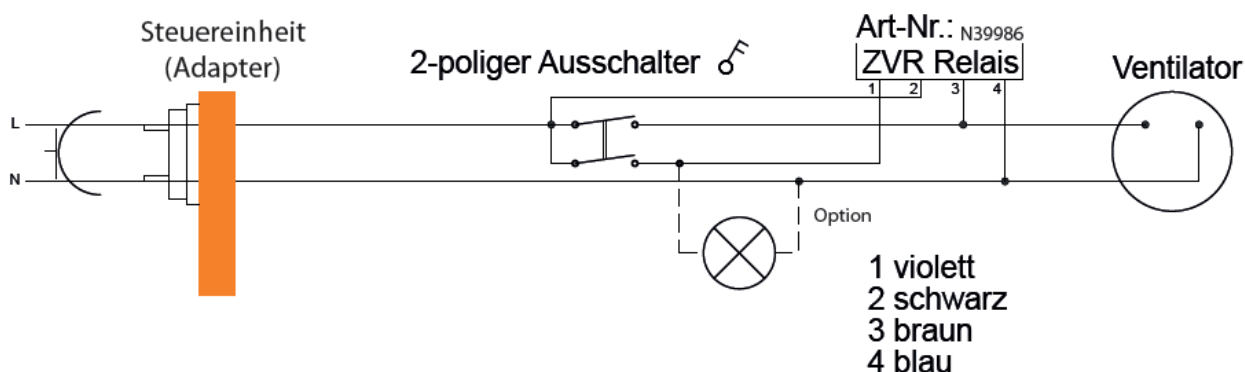 Steuereinheit
(Adapter)
2-poliger Ausschalter
Art-Nr.: N39986
ZVR Relais
1 2 3 4
Ventilator
L
N
Option
1 violett
2 schwarz
3 braun
4 blau